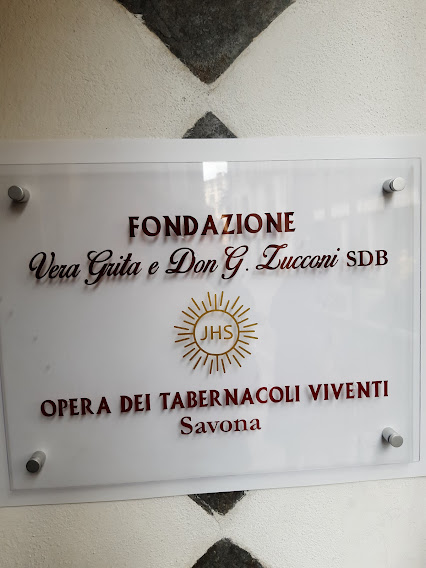 FONDAZIONE
Vera Grita e Don G. Zucconi SDB
JHS
OPERA DEI TABERNACOLI VIVENTI
Savona